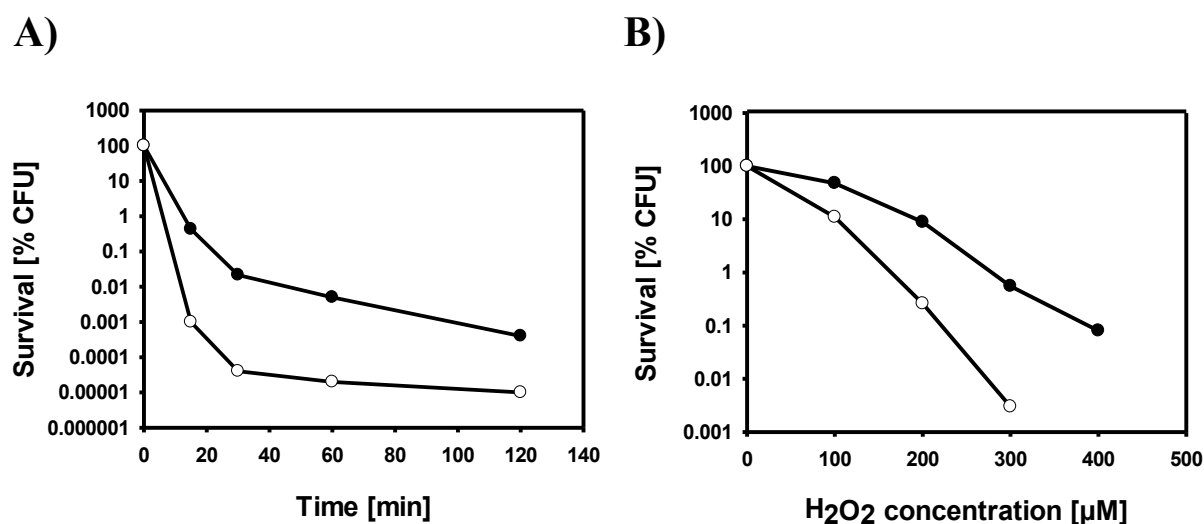 A)
B)
1000
100
10
1
0.1
0.01
0.001
0.0001
0.00001
0.000001
Survival [% CFU]
0 20 40 60 80 100 120 140
Time [min]
1000
100
10
1
0.1
0.01
0.001
Survival [% CFU]
0 100 200 300 400 500
H2O2 concentration [µM]